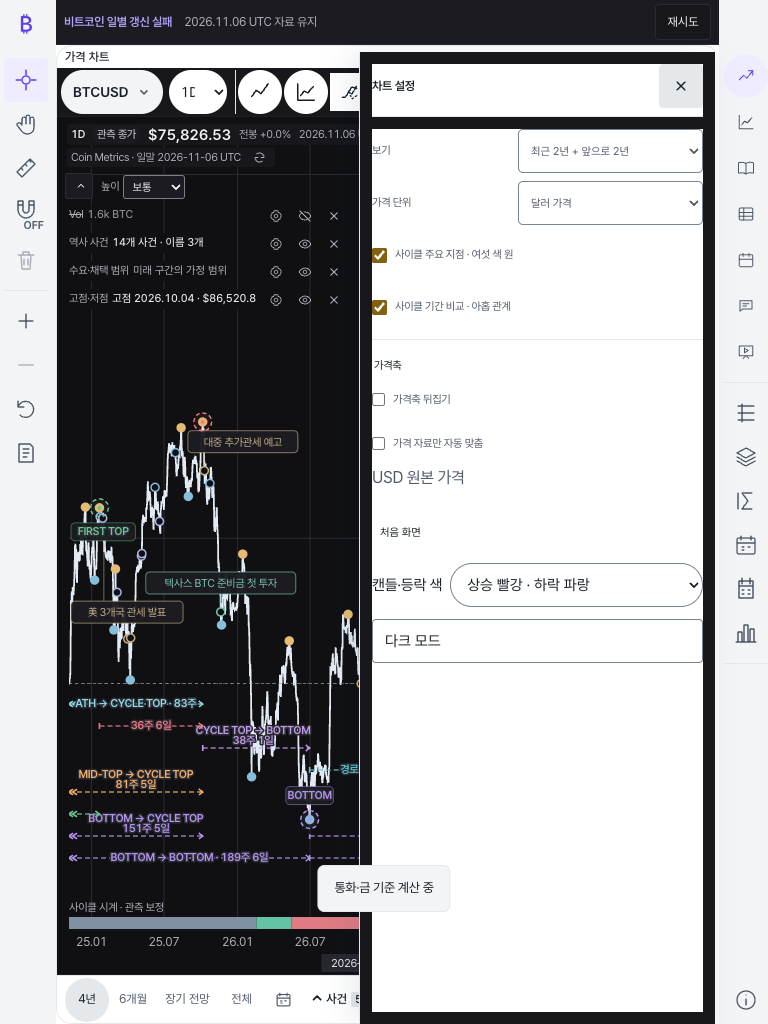 비트코인 일별 갱신 실패 2026.11.06 UTC 자료 유지 재시도
가격 차트
BTCUSD
차트 설정
1D 관측 종가 $75,826.53 전봉 +0.0% 2026.11.06
Coin Metrics · 일말 2026-11-06 UTC
높이 보통
Vol 1.6k BTC
OFF
역사 사건 14개 사건 · 이름 3개
수요·채택 범위 미래 구간의 가정 범위
고점·저점 고점 2026.10.04 · $86,520.8
보기 최근 2년 + 앞으로 2년
가격 단위 달러 가격
사이클 주요 지점 · 여섯 색 원
사이클 기간 비교 · 아홉 관계
가격축
가격축 뒤집기
가격 자료만 자동 맞춤
USD 원본 가격
처음 화면
캔들·등락 색 상승 빨강 · 하락 파랑
다크 모드
대중 추가관세 예고
FIRST TOP
텍사스 BTC 준비금 첫 투자
美 3개국 관세 발표
ATH → CYCLE TOP · 83주
36주 6일
CYCLE TOP → BOTTOM
38주 1일
경로
MID-TOP → CYCLE TOP
81주 5일
BOTTOM
BOTTOM → CYCLE TOP
151주 5일
BOTTOM → BOTTOM · 189주 6일
통화·금 기준 계산 중
사이클 시계 · 관측 보정
25.01 25.07 26.01 26.07
2026-
4년 6개월 장기 전망 전체 사건